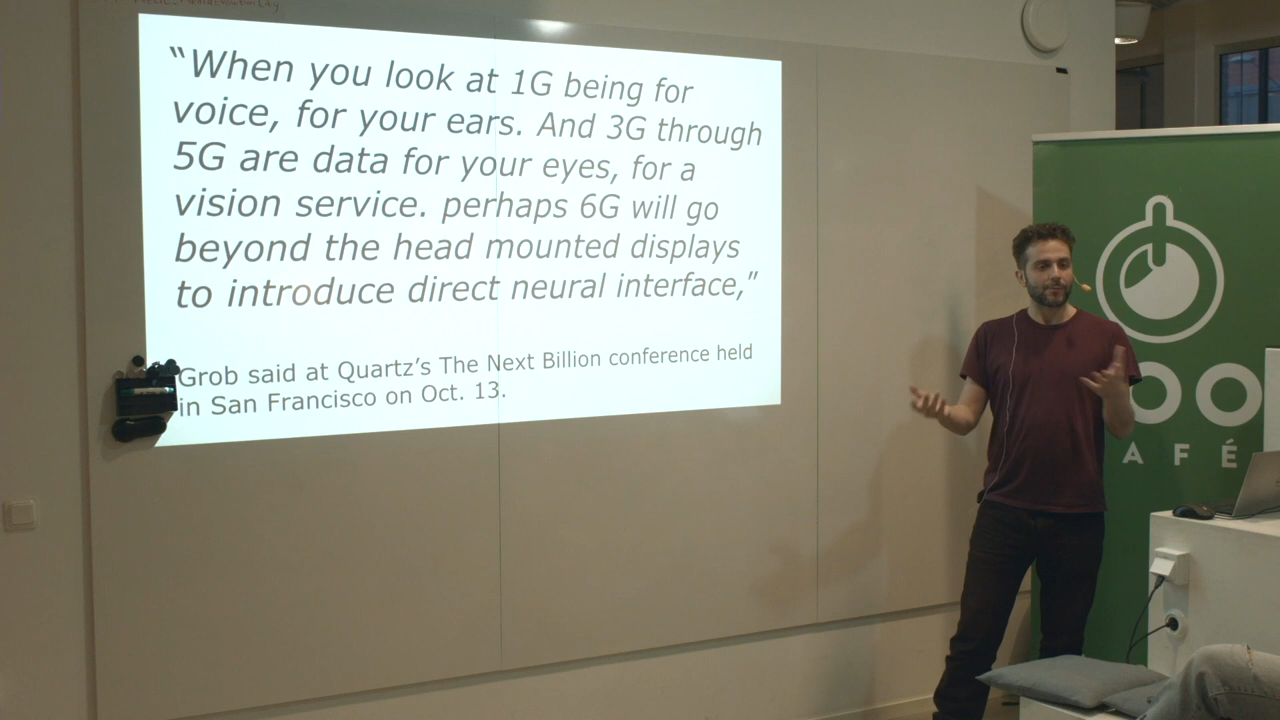 “When you look at 1G being for
voice, for your ears. And 3G through
5G are data for your eyes, for a
vision service. perhaps 6G will go
beyond the head mounted displays
to introduce direct neural interface,”
Grob said at Quartz’s The Next Billion conference held
in San Francisco on Oct. 13.
OO
AFÉ